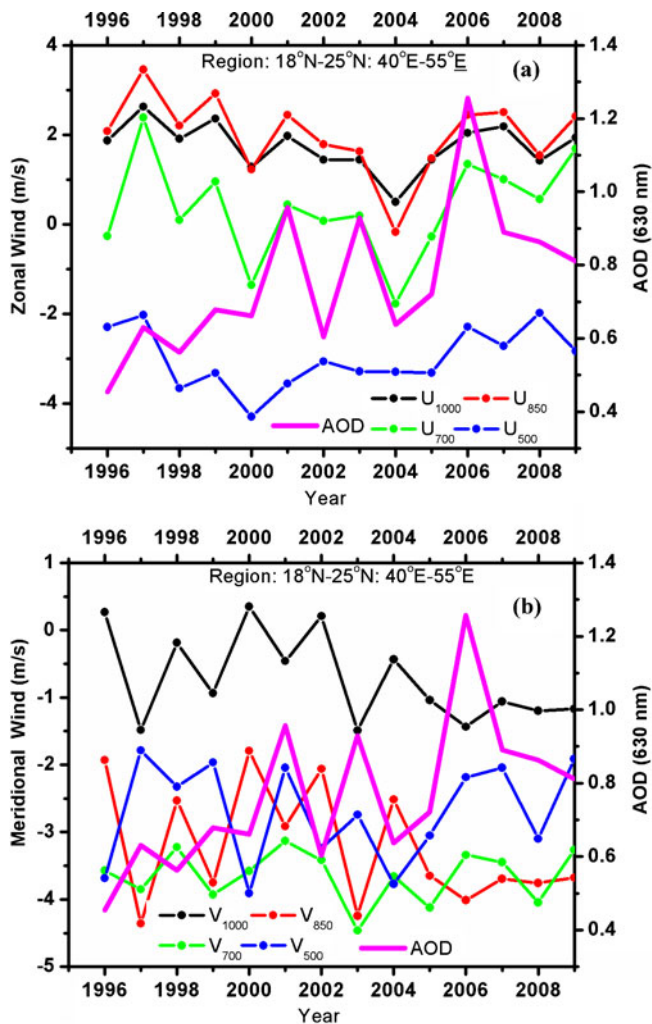 1996 1998 2000 2002 2004 2006 2008
4 1.4
Region: 18°N-25°N: 40°E-55°E (a)
2 1.2
Zonal Wind (m/s)
0 1.0
AOD (630 nm)
-2 0.8
0.6
-4 0.4
U1000 U850
AOD U700 U500
1996 1998 2000 2002 2004 2006 2008
Year
1996 1998 2000 2002 2004 2006 2008
1 1.4
Region: 18°N-25°N: 40°E-55°E (b)
0 1.2
-1 1.0
Meridional Wind (m/s)
AOD (630 nm)
-2 0.8
-3 0.6
-4 0.4
V1000 V850
V700 V500 AOD
-5
1996 1998 2000 2002 2004 2006 2008
Year